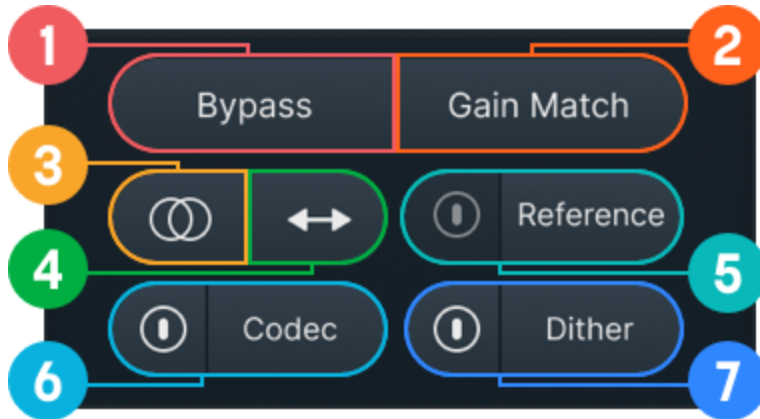 1
2
Bypass
Gain Match
3
4
Reference
5
Codec
Dither
6
7